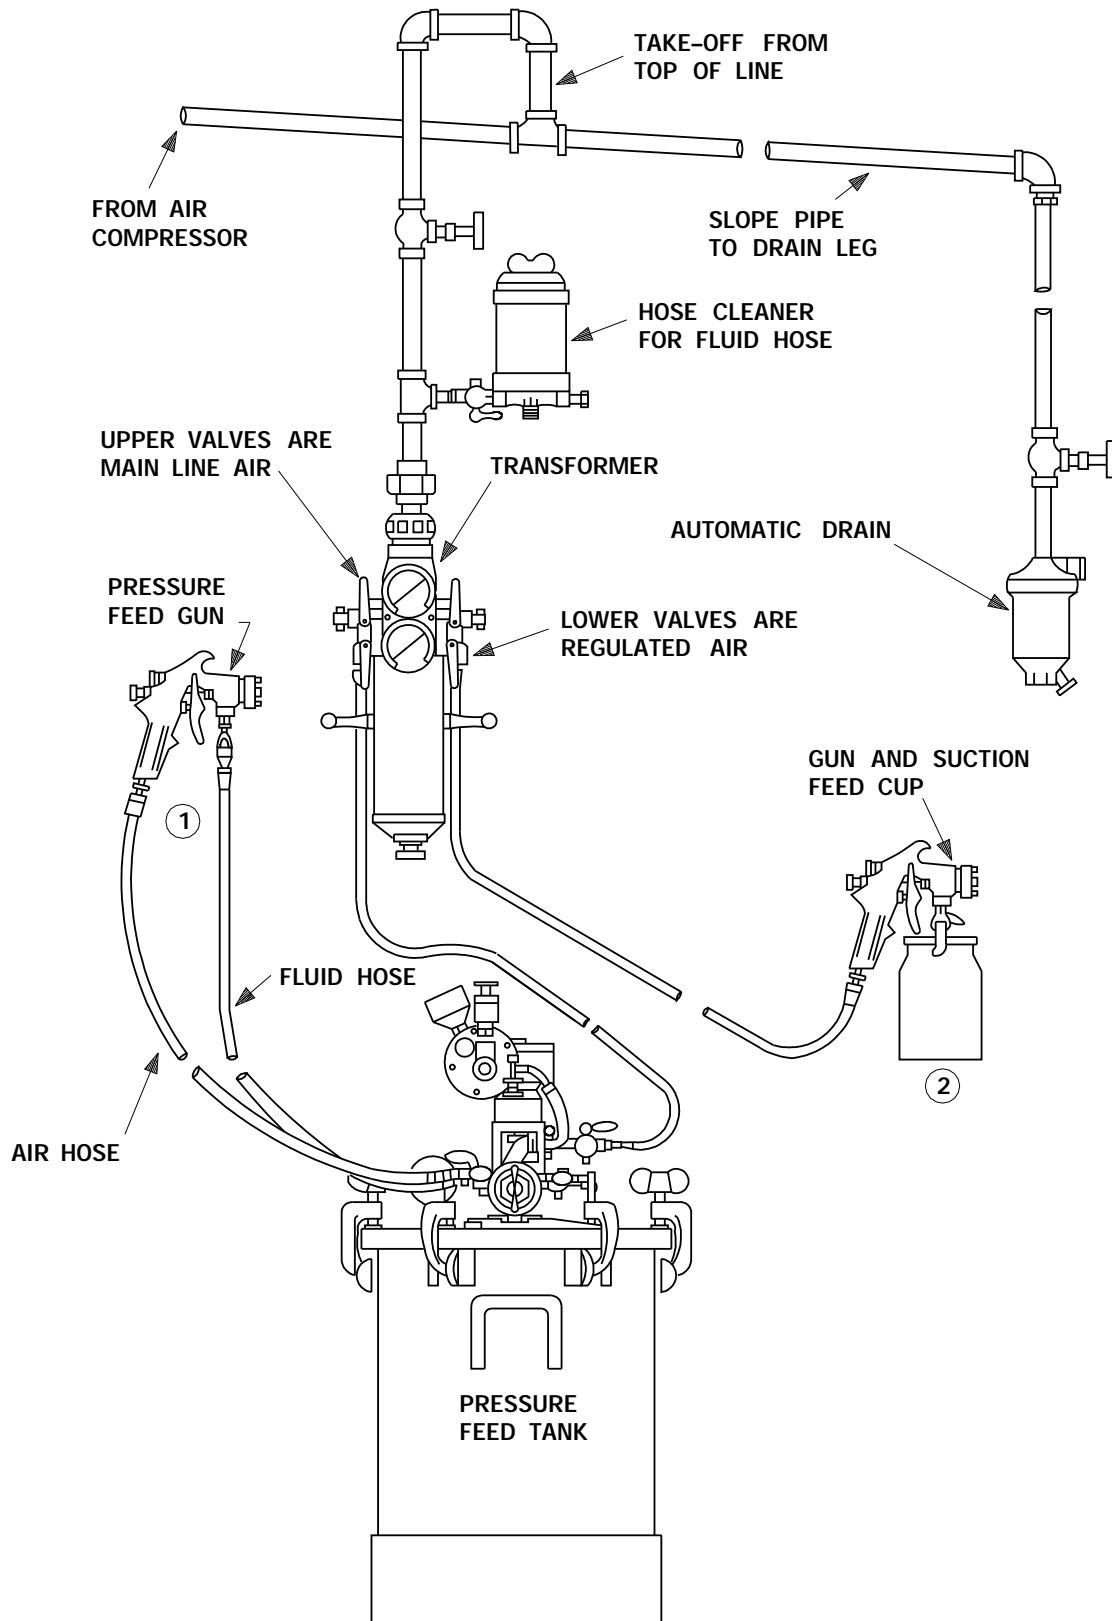 TAKE–OFF FROM
TOP OF LINE
FROM AIR
COMPRESSOR
SLOPE PIPE
TO DRAIN LEG
HOSE CLEANER
FOR FLUID HOSE
UPPER VALVES ARE
MAIN LINE AIR
TRANSFORMER
AUTOMATIC DRAIN
PRESSURE
FEED GUN
LOWER VALVES ARE
REGULATED AIR
GUN AND SUCTION
FEED CUP
1
FLUID HOSE
2
AIR HOSE
PRESSURE
FEED TANK